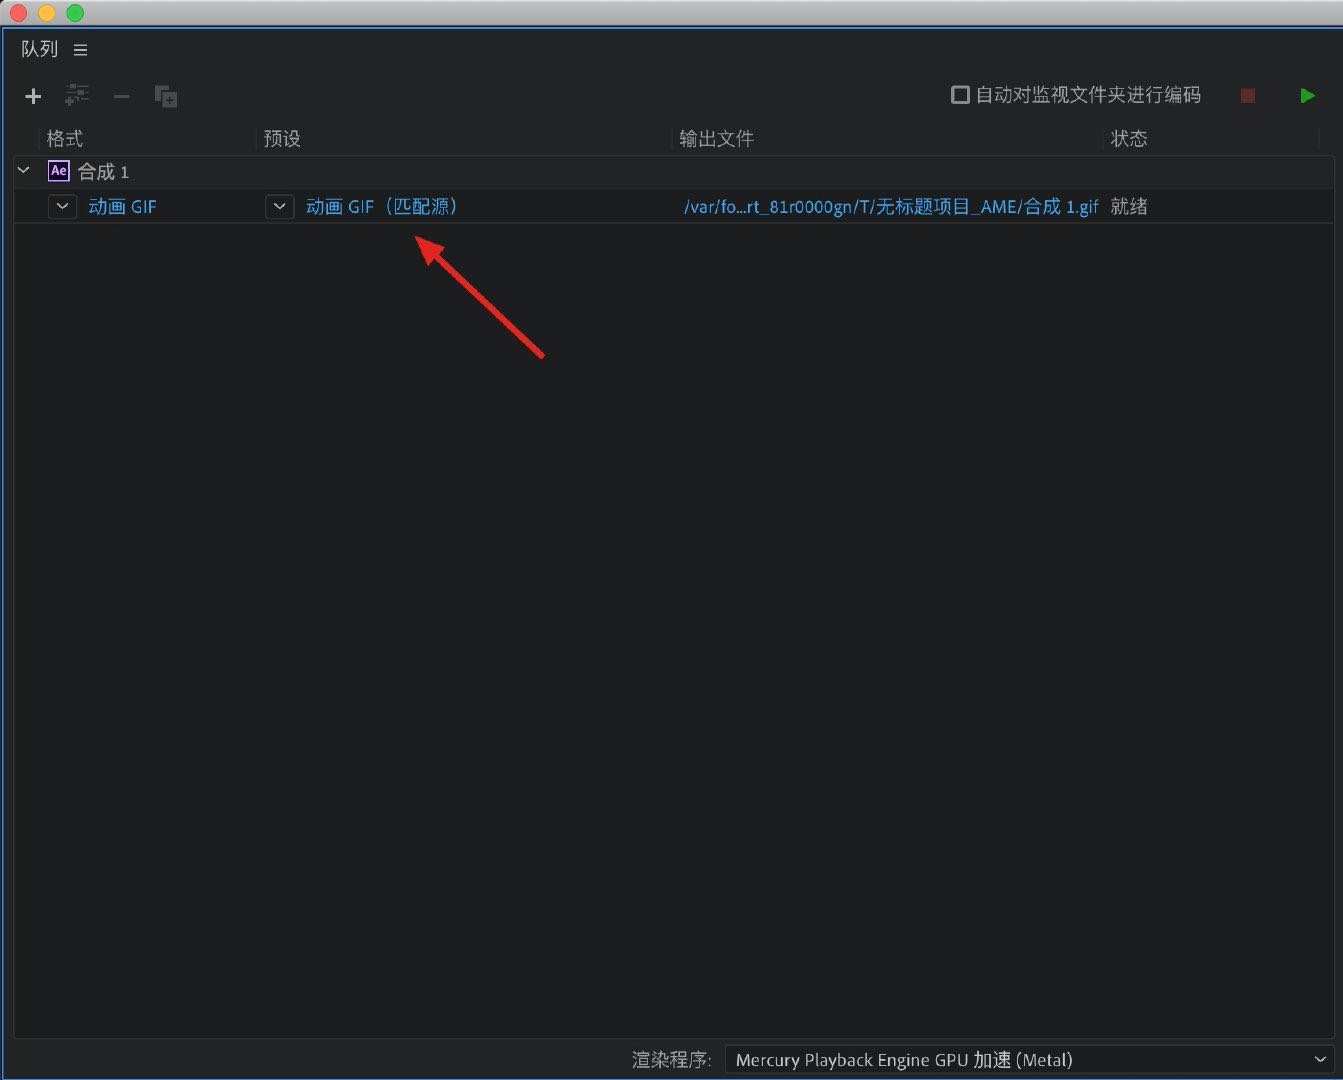 队列
自动对监视文件夹进行编码
格式 预设 输出文件 状态
Ae 合成 1
动画 GIF 动画 GIF（匹配源） /var/fo...rt_81r0000gn/T/无标题项目_AME/合成 1.gif 就绪
渲染程序: Mercury Playback Engine GPU 加速 (Metal)